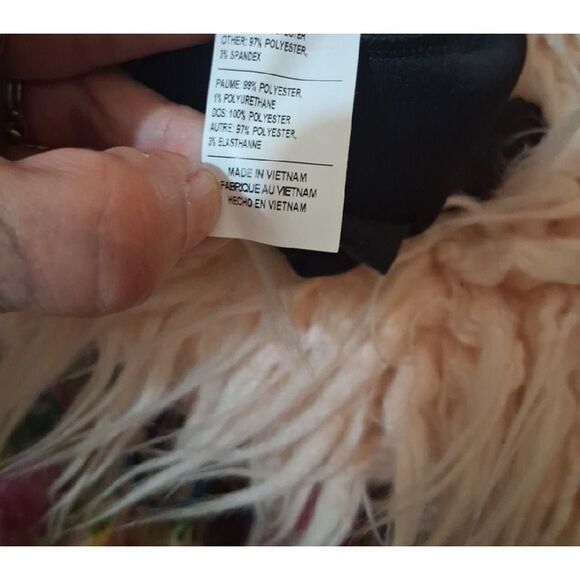 OTHER: 97% POLYESTER,
3% SPANDEX
PAUME: 99% POLYESTER,
1% POLYURETHANE
DOS: 100% POLYESTER
AUTRE: 97% POLYESTER,
3% ELASTHANNE
MADE IN VIETNAM
FABRIQUE AU VIETNAM
HECHO EN VIETNAM